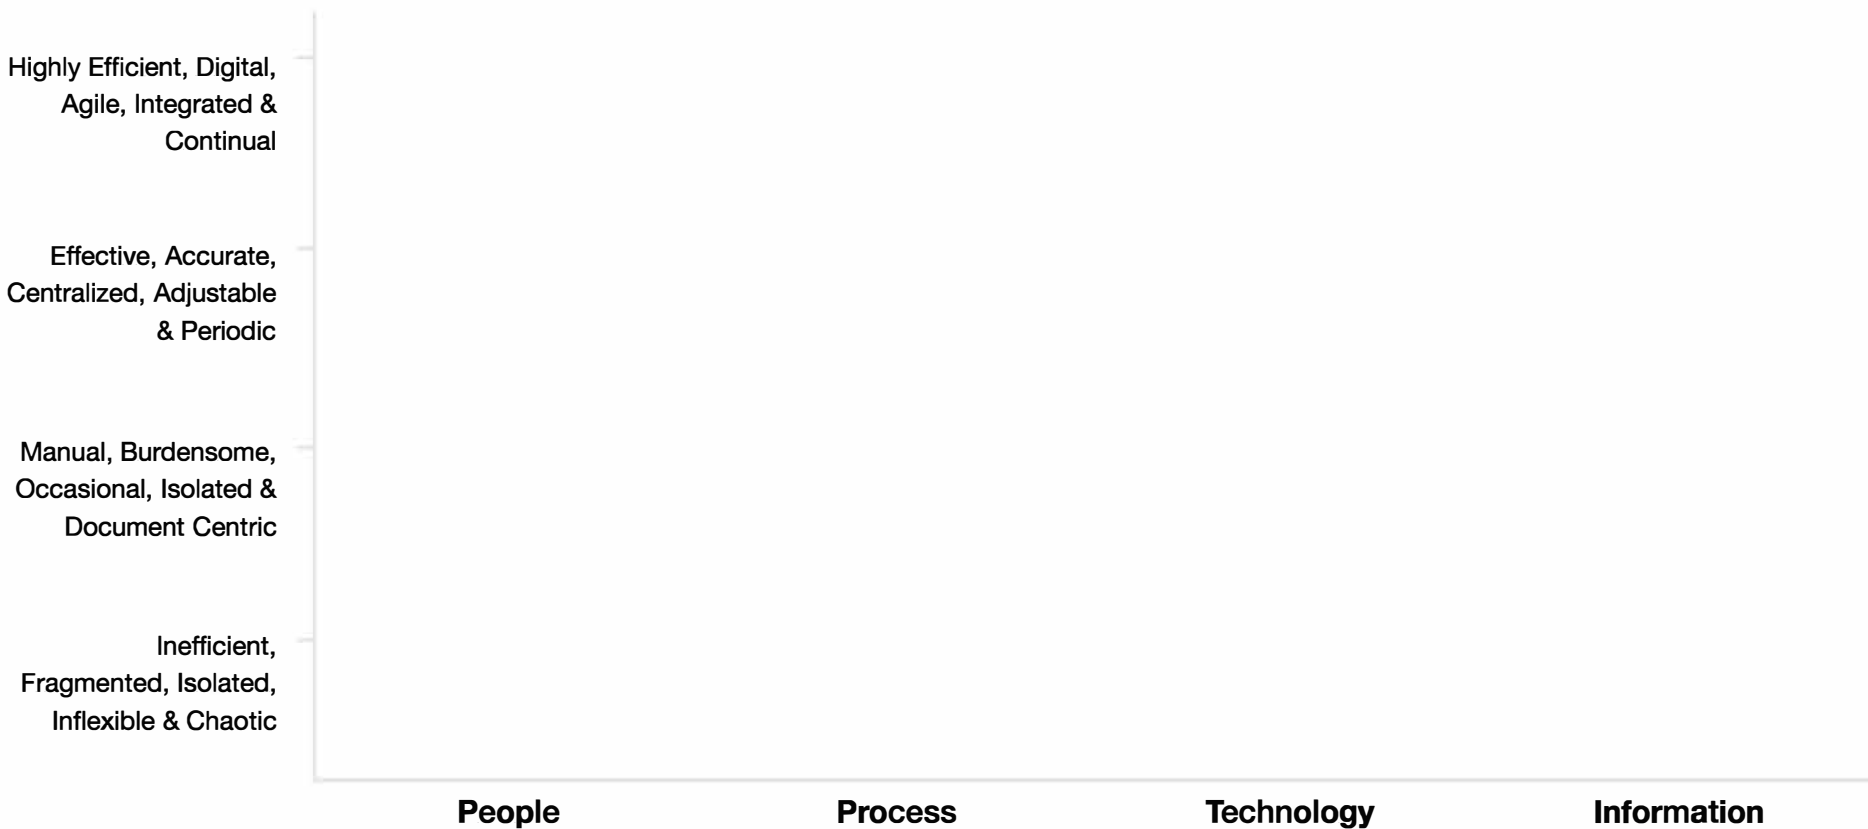 Highly Efficient, Digital,
Agile, Integrated &
Continual
Effective, Accurate,
Centralized, Adjustable
& Periodic
Manual, Burdensome,
Occasional, Isolated &
Document Centric
Inefficient,
Fragmented, Isolated,
Inflexible & Chaotic
People Process Technology Information